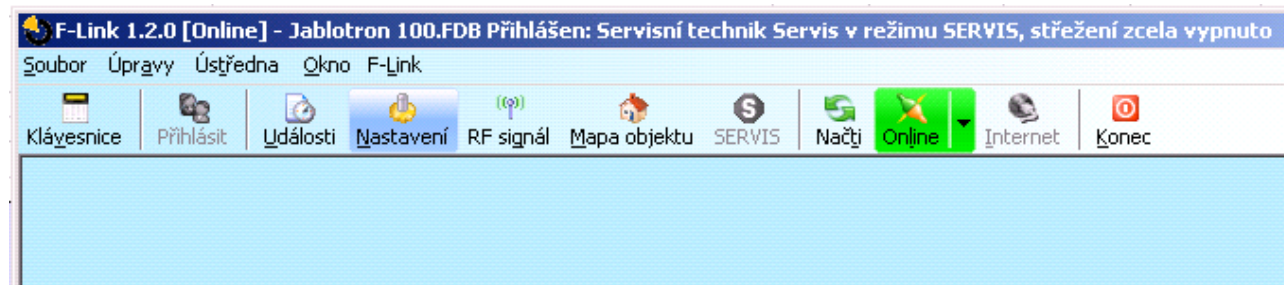 F-Link 1.2.0 [Online] - Jablotron 100.FDB Přihlášen: Servisní technik Servis v režimu SERVIS, střežení zcela vypnuto
Soubor Úpravy Ústředna Okno F-Link
Klávesnice Přihlásit Události Nastavení RF signál Mapa objektu SERVIS Načti Online Internet Konec